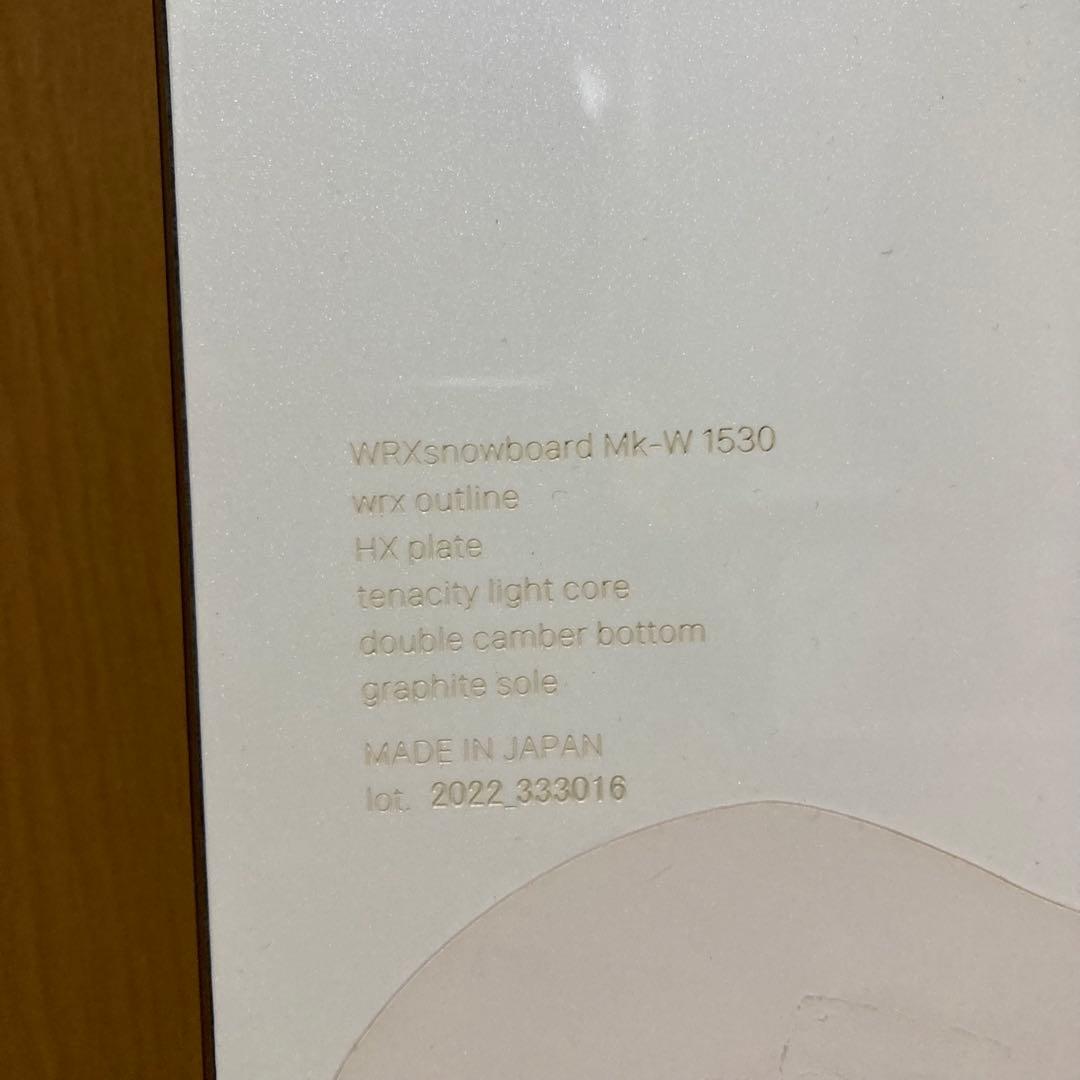 WRXsnowboard Mk-W 1530
wrx outline
HX plate
tenacity light core
double camber bottom
graphite sole
MADE IN JAPAN
lot. 2022_333016